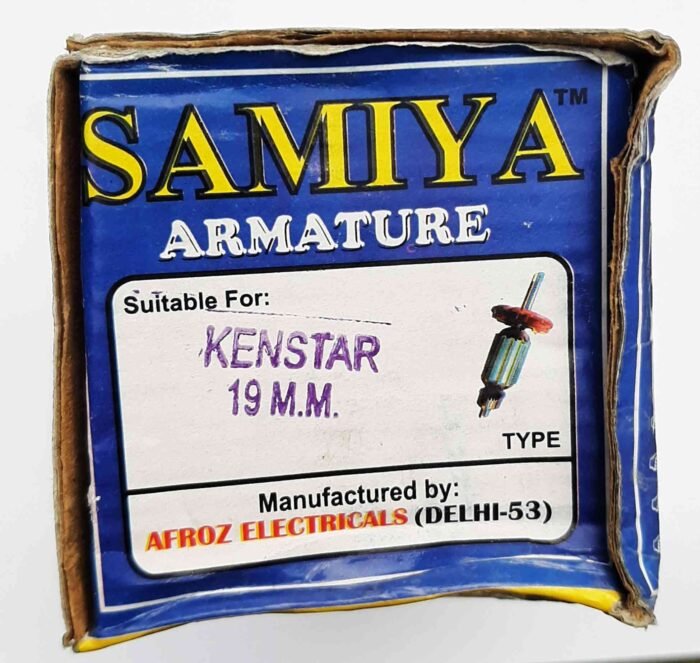 SAMIYA™
ARMATURE
Suitable For:
KENSTAR
19 M.M.
TYPE
Manufactured by:
AFROZ ELECTRICALS (DELHI-53)